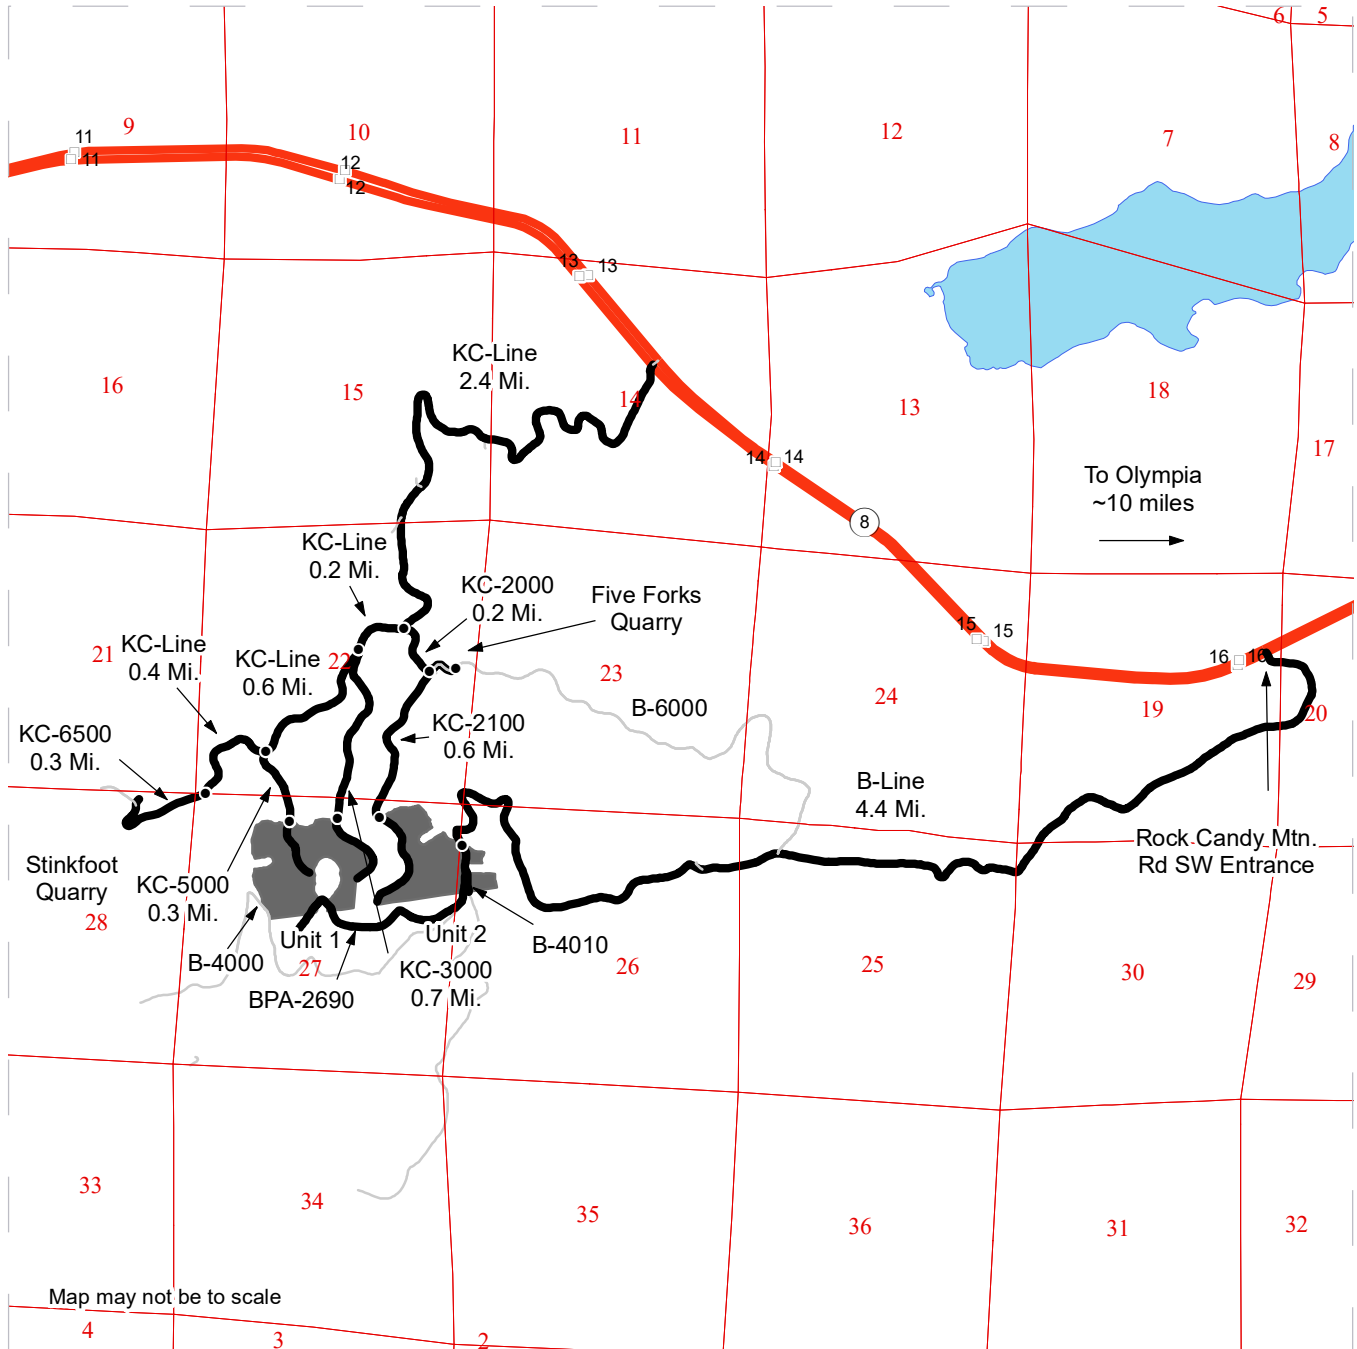 6
5
9
10
11
12
7
8
11
11
12
12
13
13
KC-Line
2.4 Mi.
16
15
14
13
18
17
14
14
To Olympia
~10 miles
8
KC-Line
0.2 Mi.
KC-2000
0.2 Mi.
Five Forks
Quarry
15
15
16
16
21
KC-Line
0.4 Mi.
KC-Line
0.6 Mi.
22
23
24
19
20
B-6000
KC-6500
0.3 Mi.
KC-2100
0.6 Mi.
B-Line
4.4 Mi.
Rock Candy Mtn.
Rd SW Entrance
Stinkfoot
Quarry
KC-5000
0.3 Mi.
28
Unit 1
Unit 2
B-4010
B-4000
27
26
25
30
29
BPA-2690
KC-3000
0.7 Mi.
33
34
35
36
31
32
Map may not be to scale
4
3
2